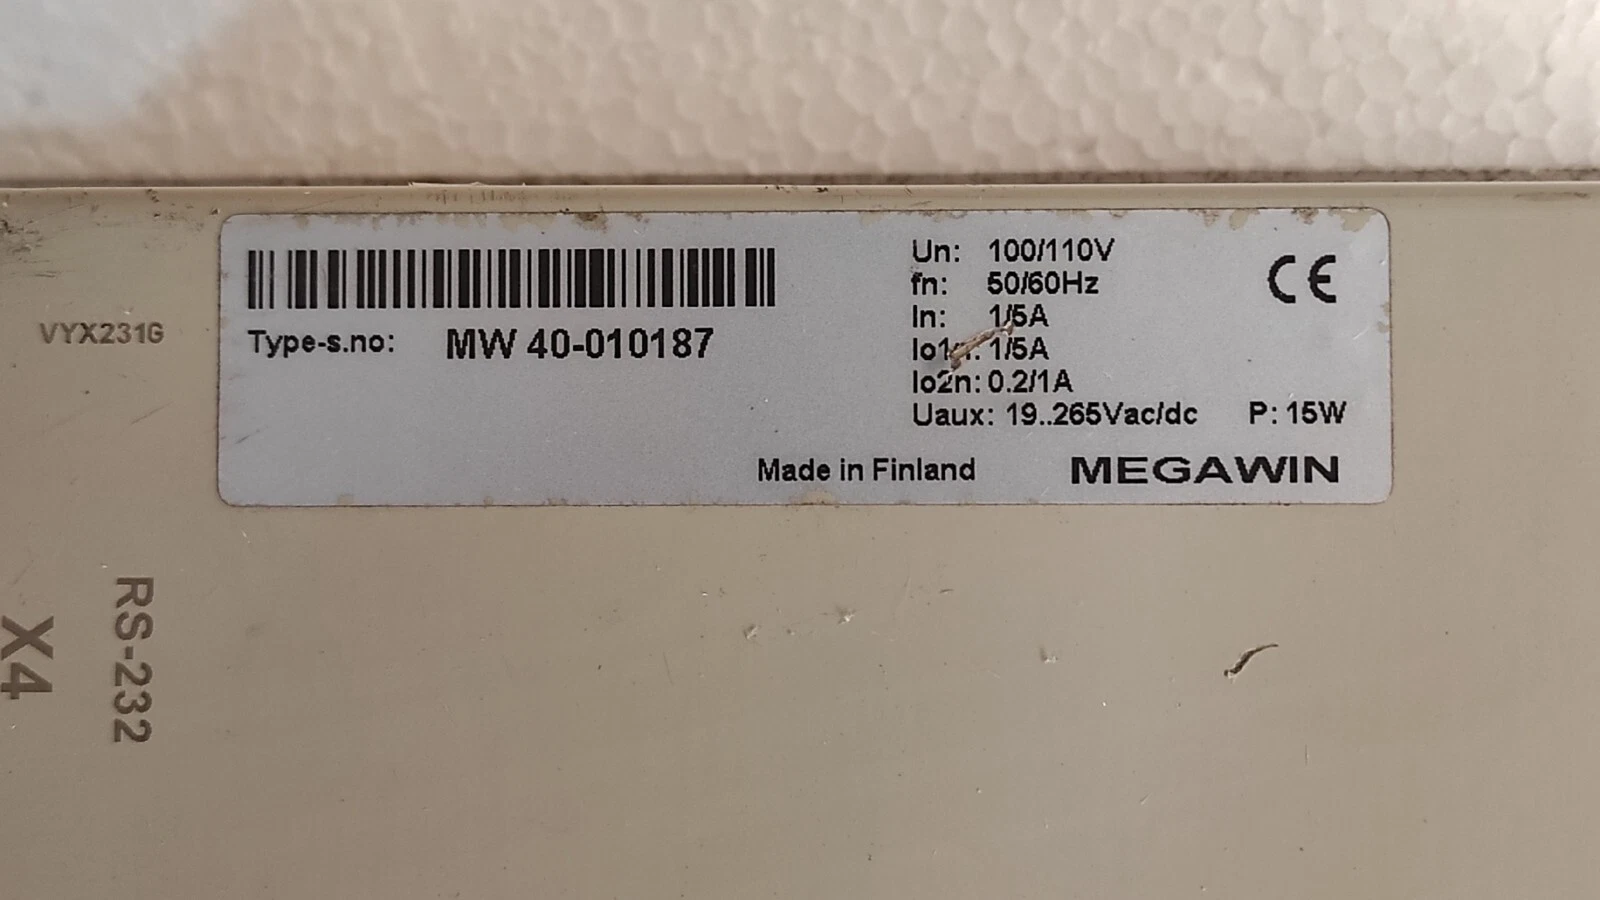 Un: 100/110V
fn: 50/60Hz
In: 1/5A
Io1n: 1/5A
Io2n: 0.2/1A
Uaux: 19..265Vac/dc P: 15W
CE
VYX231G
Type-s.no: MW 40-010187
Made in Finland MEGAWIN
RS-232
X4